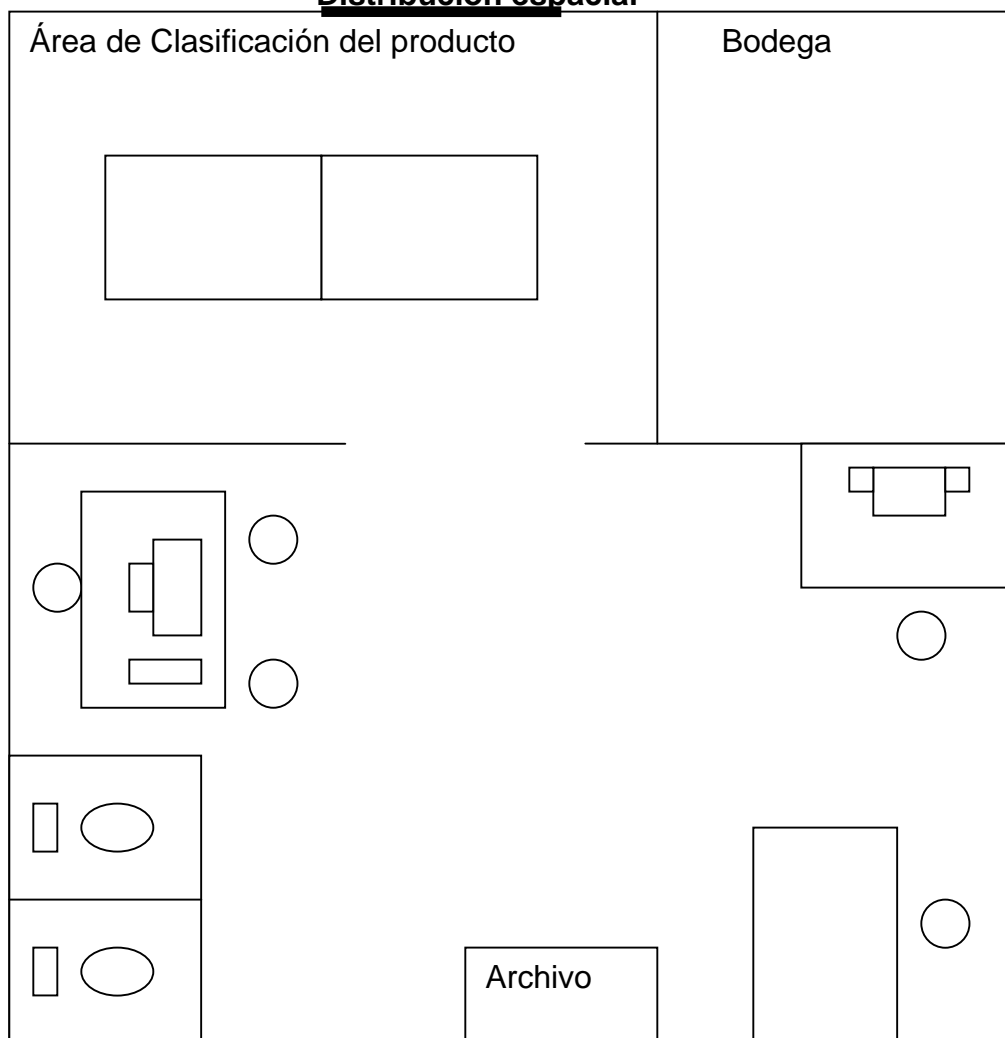 Distribución espacial
Área de Clasificación del producto
Bodega
Archivo